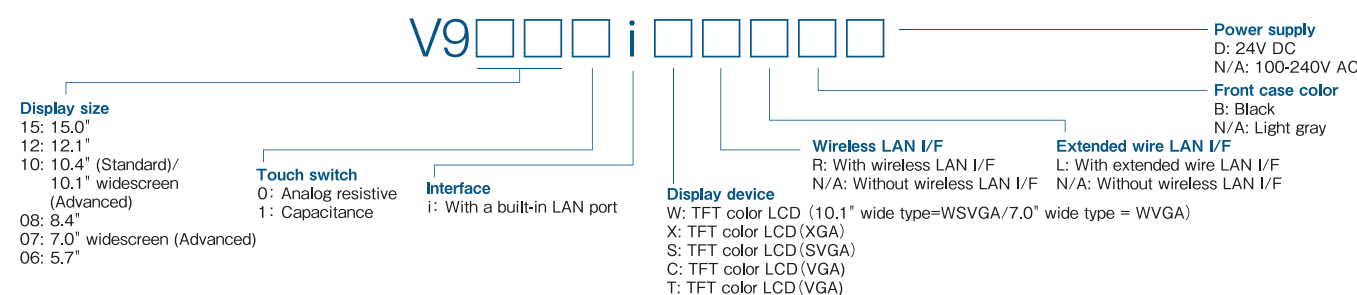 V9□□□i□□□□□
Power supply
D: 24V DC
N/A: 100-240V AC
Front case color
B: Black
N/A: Light gray
Display size
15: 15.0"
12: 12.1"
10: 10.4" (Standard)/
10.1" widescreen
(Advanced)
08: 8.4"
07: 7.0" widescreen (Advanced)
06: 5.7"
Touch switch
0: Analog resistive
1: Capacitance
Interface
i: With a built-in LAN port
Wireless LAN I/F
R: With wireless LAN I/F
N/A: Without wireless LAN I/F
Extended wire LAN I/F
L: With extended wire LAN I/F
N/A: Without wireless LAN I/F
Display device
W: TFT color LCD (10.1" wide type=WSVGA/7.0" wide type = WVGA)
X: TFT color LCD(XGA)
S: TFT color LCD(SVGA)
C: TFT color LCD(VGA)
T: TFT color LCD(VGA)